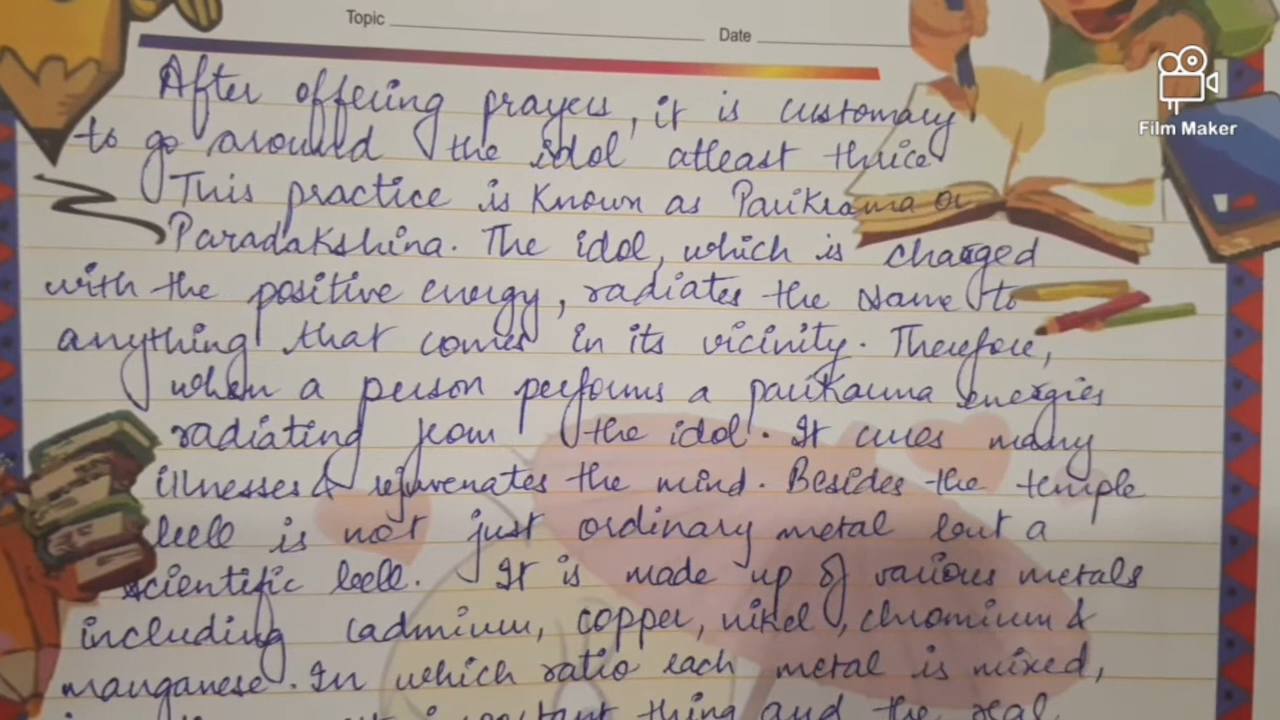 Topic
Date
Film Maker
After offering prayers, it is customary
to go around the idol atleast thrice
This practice is known as Parikrama or
Paradakshina. The idol, which is charged
with the positive energy, radiates the same to
anything that comes in its vicinity. Therefore,
when a person performs a parikrama energies
radiating from the idol. It cures many
illnesses & rejuvenates the mind. Besides the temple
bell is not just ordinary metal but a
scientific bell. It is made up of various metals
including cadmium, copper, nikel, chromium &
manganese. In which ratio each metal is mixed,
thing and the real